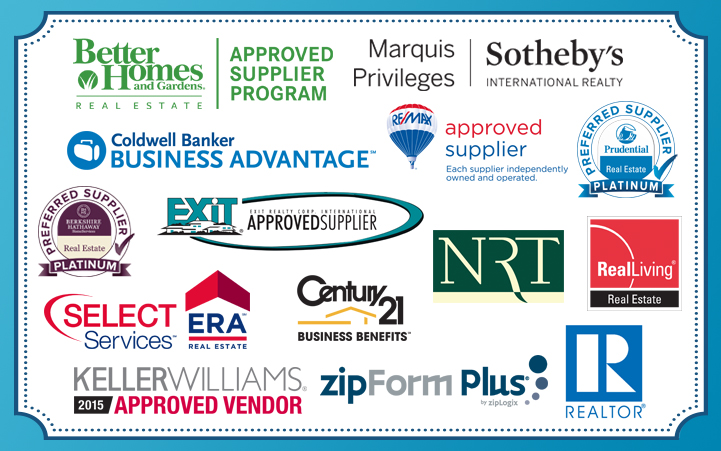 Better
Homes
and Gardens®
REAL ESTATE
APPROVED
SUPPLIER
PROGRAM
Marquis
Privileges
Sotheby's
INTERNATIONAL REALTY
Coldwell Banker
BUSINESS ADVANTAGE™
RE/MAX
approved
supplier
Each supplier independently
owned and operated.
PREFERRED SUPPLIER
Prudential
Real Estate
PLATINUM
PREFERRED SUPPLIER
BERKSHIRE
HATHAWAY
HomeServices
Real Estate
PLATINUM
EXIT®
EXIT REALTY CORP. INTERNATIONAL
APPROVEDSUPPLIER
NRT
RealLiving®
Real Estate
SELECT
Services™
ERA
REAL ESTATE
Century
21
BUSINESS BENEFITS™
KELLERWILLIAMS®
2015 APPROVED VENDOR
zipForm Plus®
by zipLogix
R
REALTOR®